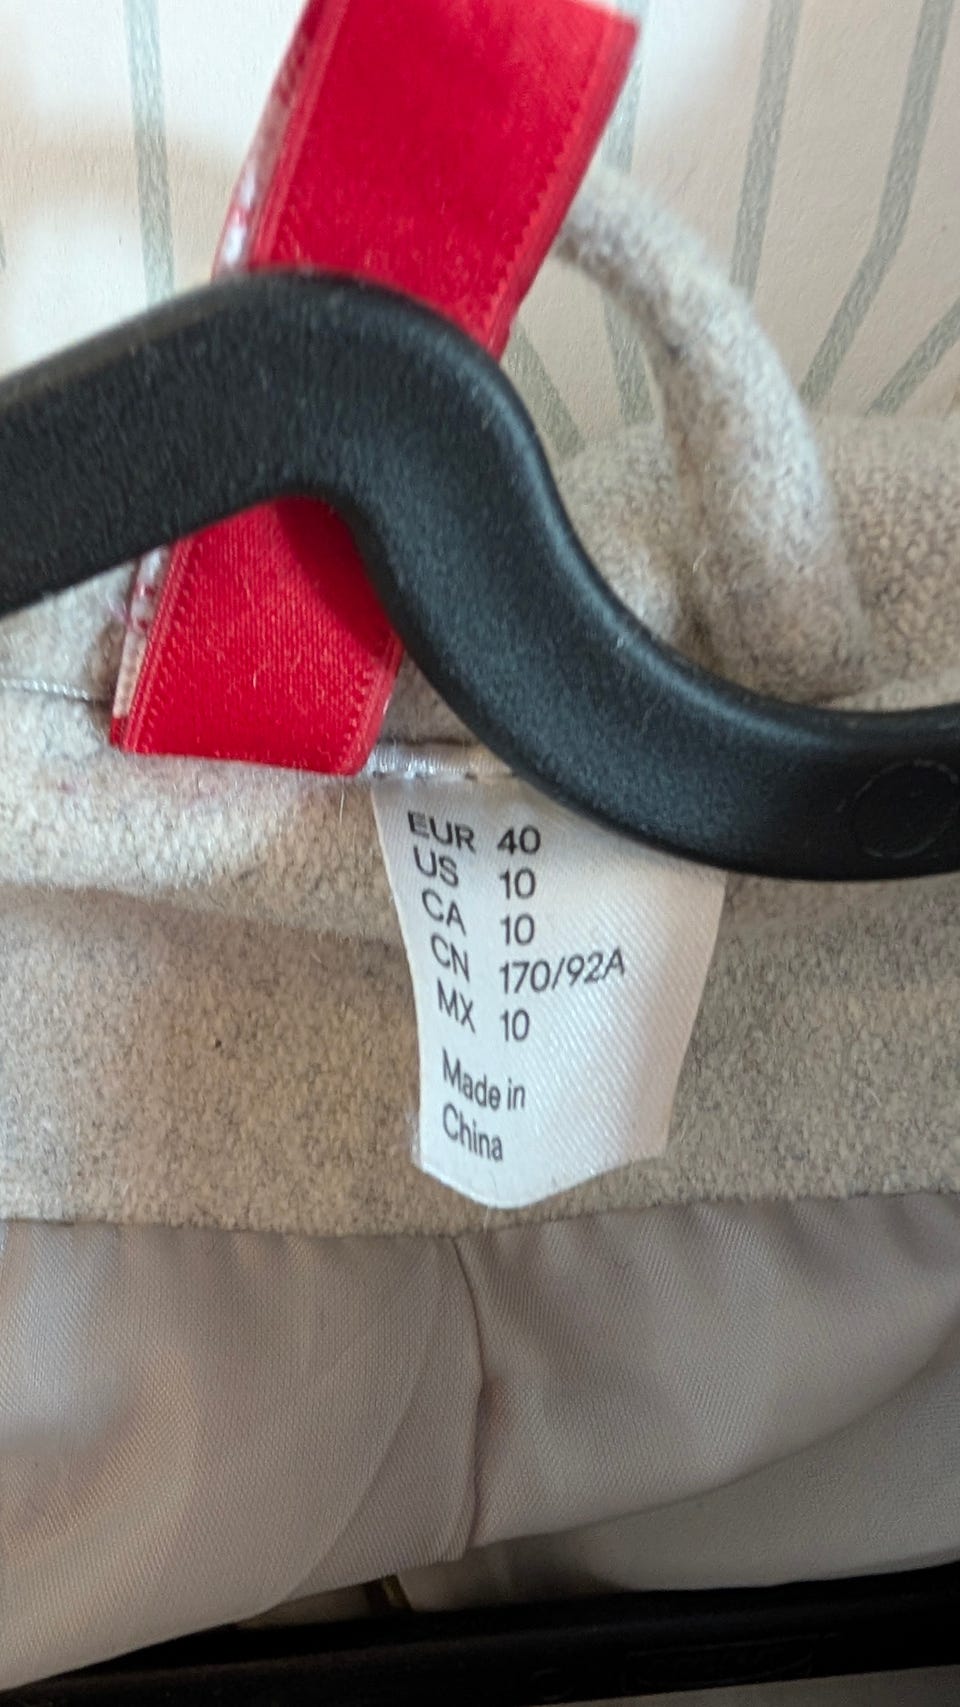 EUR 40
US 10
CA 10
CN 170/92A
MX 10
Made in
China